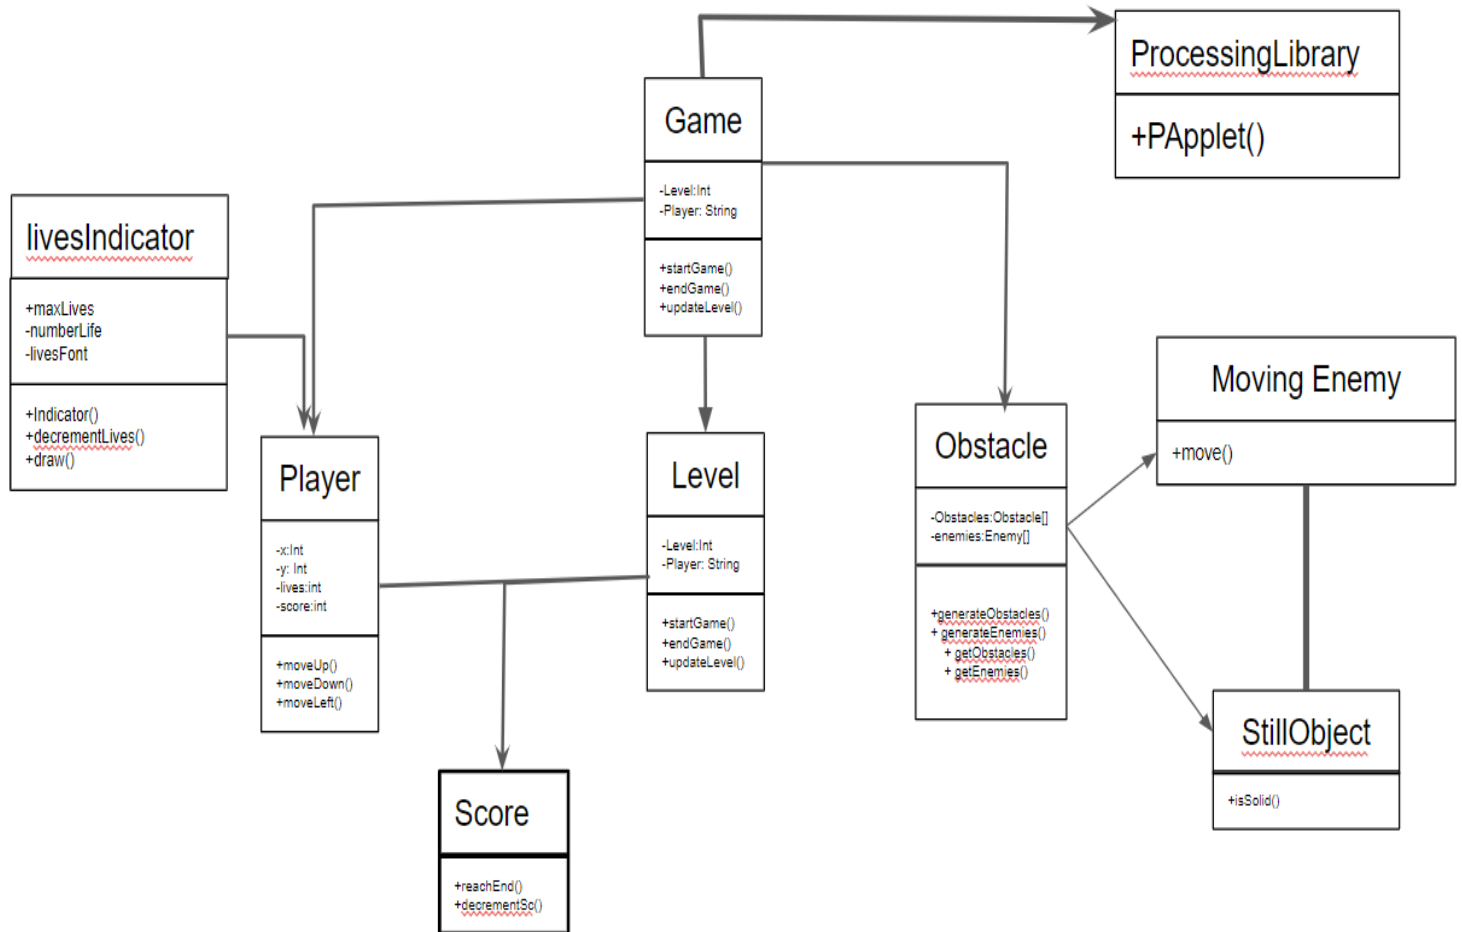 ProcessingLibrary
+PApplet()
Game
-Level:Int
-Player: String
+startGame()
+endGame()
+updateLevel()
livesIndicator
+maxLives
-numberLife
-livesFont
+Indicator()
+decrementLives()
+draw()
Player
-x:Int
-y: Int
-lives:int
-score:int
+moveUp()
+moveDown()
+moveLeft()
Level
-Level:Int
-Player: String
+startGame()
+endGame()
+updateLevel()
Obstacle
-Obstacles:Obstacle[]
-enemies:Enemy[]
+generateObstacles()
+ generateEnemies()
+ getObstacles()
+ getEnemies()
Moving Enemy
+move()
StillObject
+isSolid()
Score
+reachEnd()
+decrementSc()